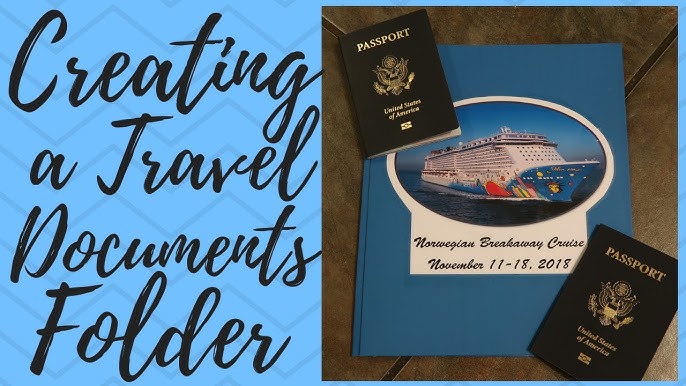 Creating
a Travel
Documents
Folder
PASSPORT
United States
of America
Norwegian Breakaway Cruise
November 11-18, 2018
PASSPORT
United States
of America